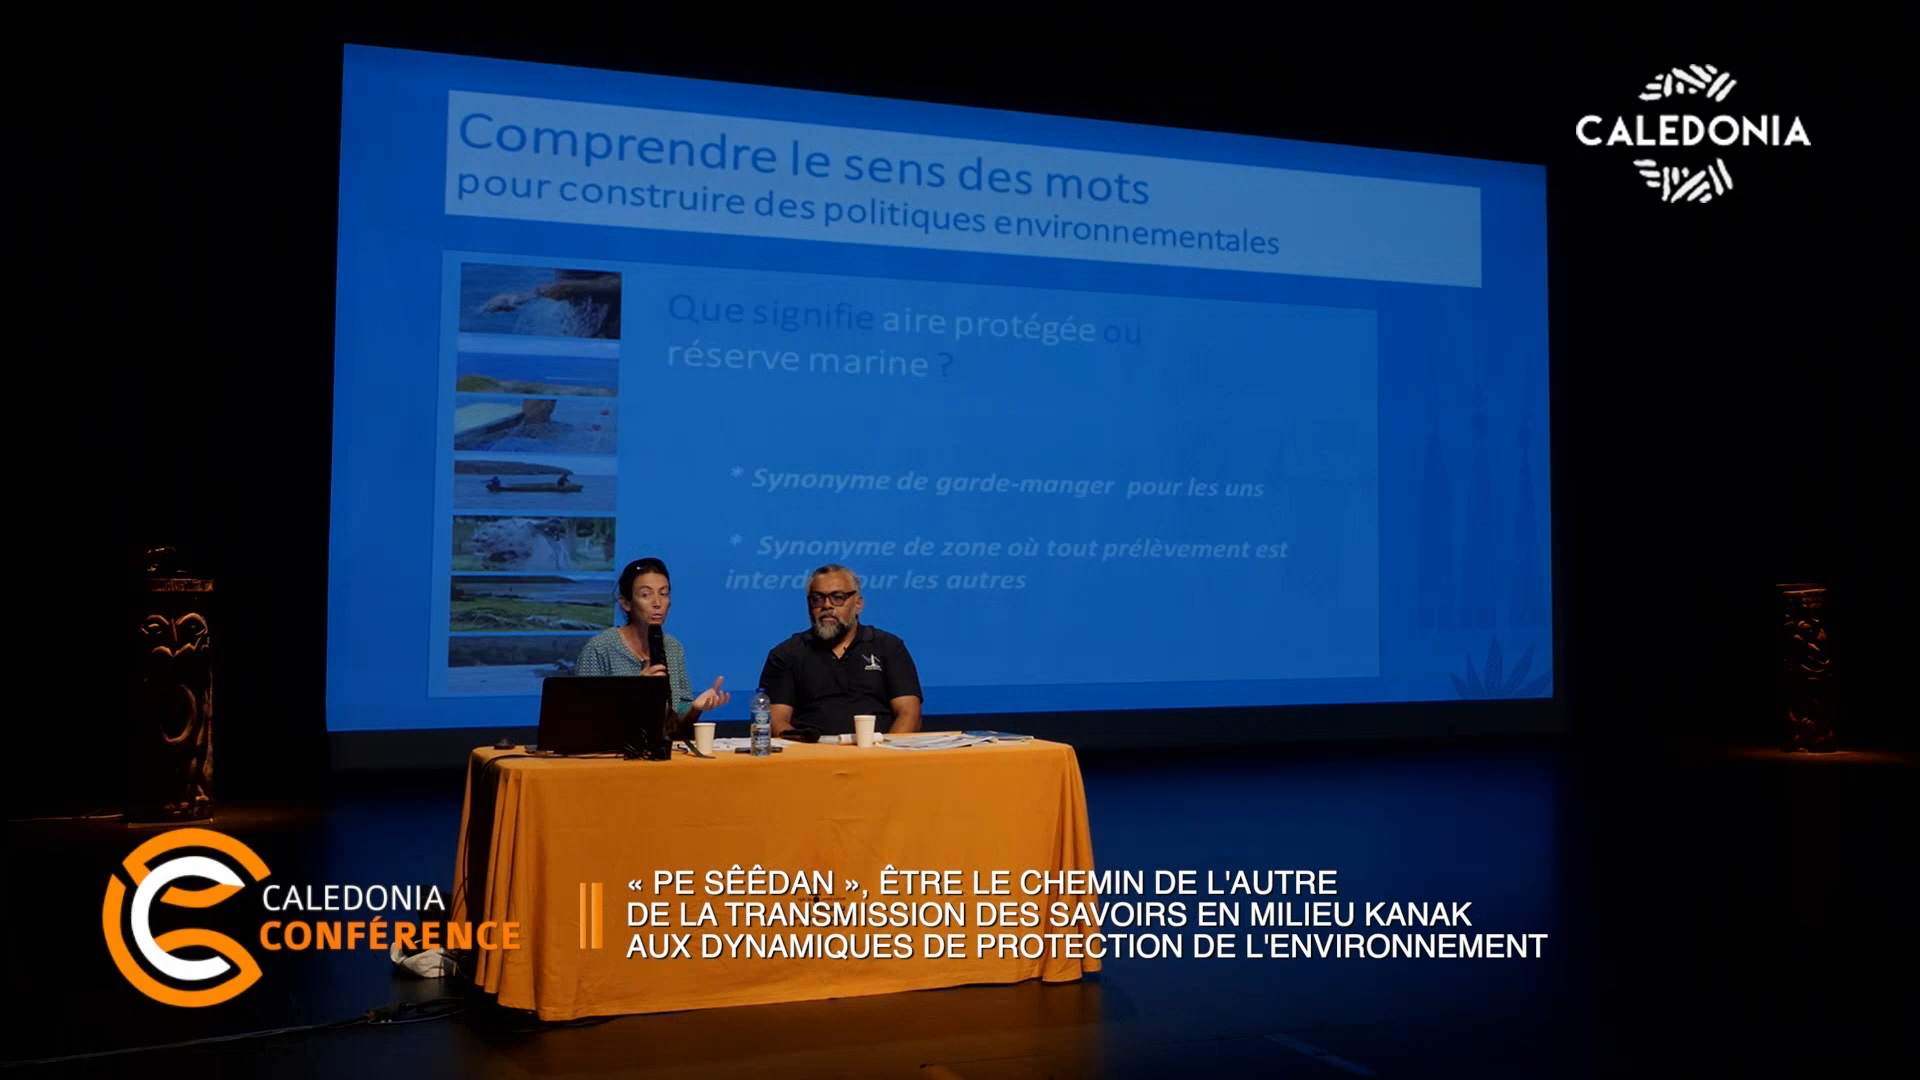 Comprendre le sens des mots
pour construire des politiques environnementales
Que signifie aire protégée ou
réserve marine ?
* Synonyme de garde-manger pour les uns
* Synonyme de zone où tout prélèvement est
interdit pour les autres
CALEDONIA
CALEDONIA
CONFÉRENCE
« PE SÊÊDAN », ÊTRE LE CHEMIN DE L'AUTRE
DE LA TRANSMISSION DES SAVOIRS EN MILIEU KANAK
AUX DYNAMIQUES DE PROTECTION DE L'ENVIRONNEMENT